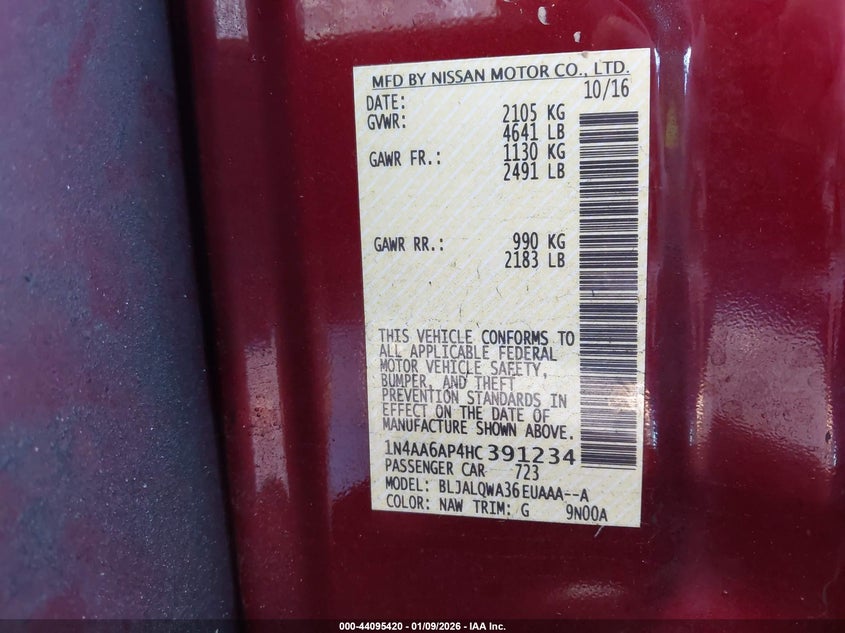 MFD BY NISSAN MOTOR CO., LTD.
DATE: 10/16
GVWR: 2105 KG
4641 LB
GAWR FR.: 1130 KG
2491 LB
GAWR RR.: 990 KG
2183 LB
THIS VEHICLE CONFORMS TO
ALL APPLICABLE FEDERAL
MOTOR VEHICLE SAFETY,
BUMPER, AND THEFT
PREVENTION STANDARDS IN
EFFECT ON THE DATE OF
MANUFACTURE SHOWN ABOVE.
1N4AA6AP4HC391234
PASSENGER CAR 723
MODEL: BLJALQWA36EUAAA--A
COLOR: NAW TRIM: G 9N00A
000-44095420 | 01/09/2026 - IAA Inc.